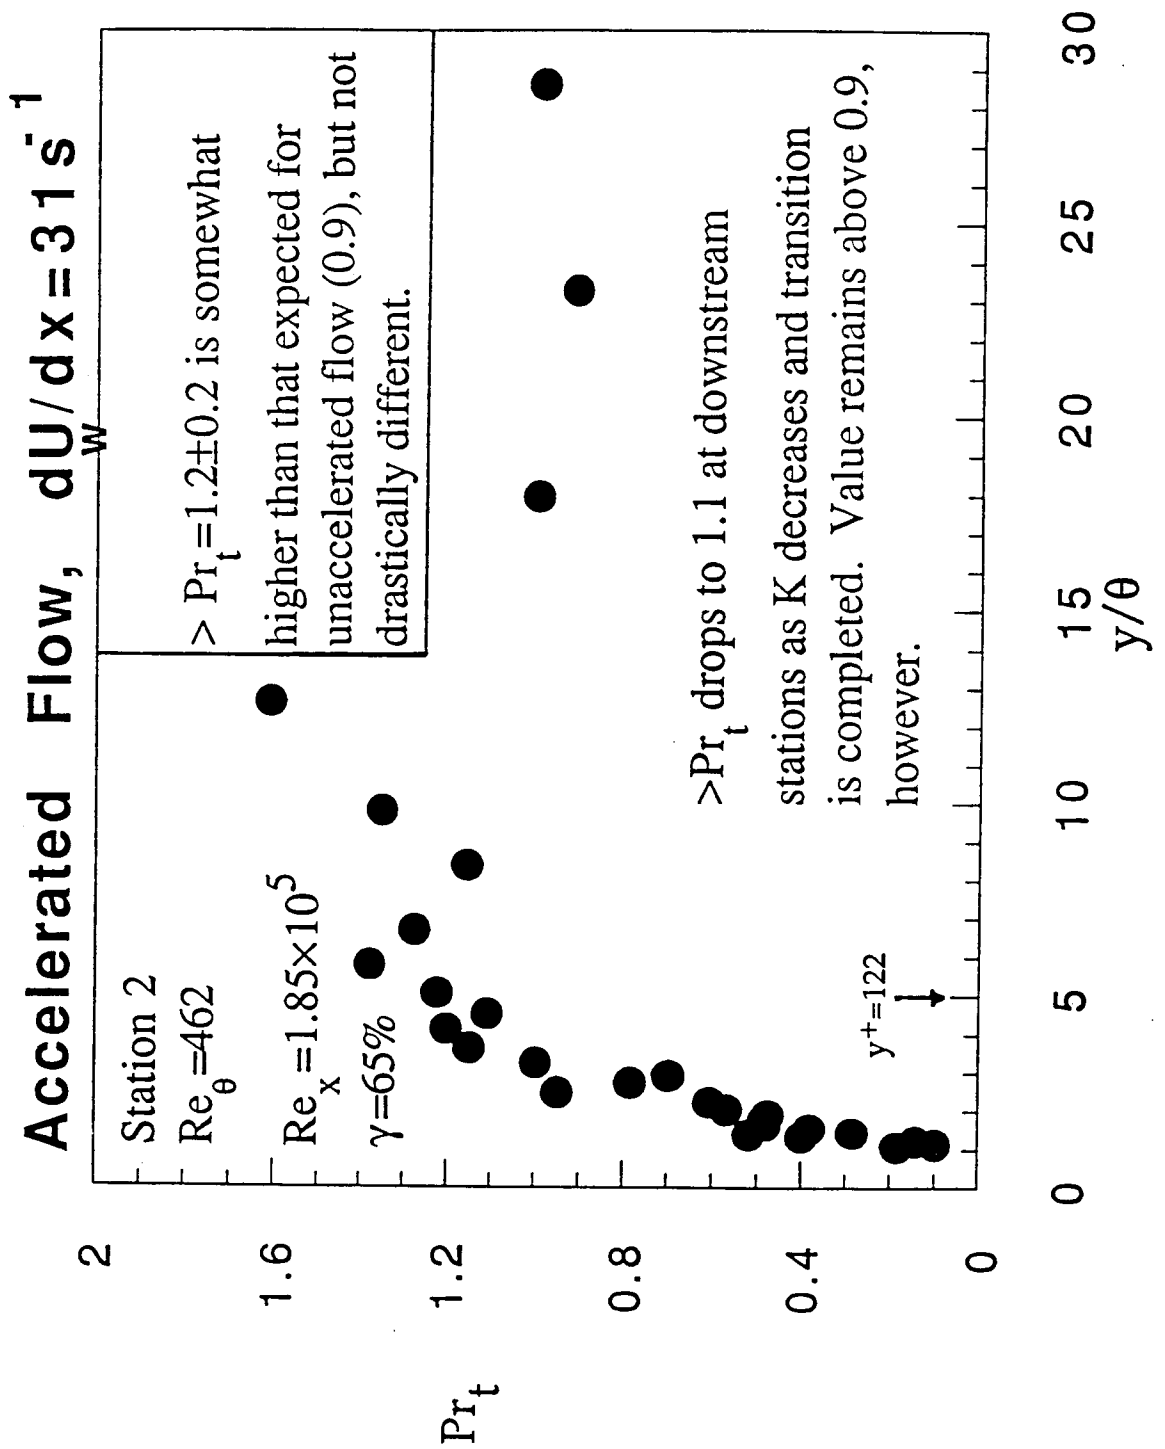 Accelerated Flow, dU_w/dx=31s^-1
Station 2
Re_θ=462
Re_x=1.85×10^5
γ=65%
> Pr_t=1.2±0.2 is somewhat
higher than that expected for
unaccelerated flow (0.9), but not
drastically different.
>Pr_t drops to 1.1 at downstream
stations as K decreases and transition
is completed. Value remains above 0.9,
however.
y^+=122
Pr_t
2
1.6
1.2
0.8
0.4
0
0 5 10 15 20 25 30
y/θ